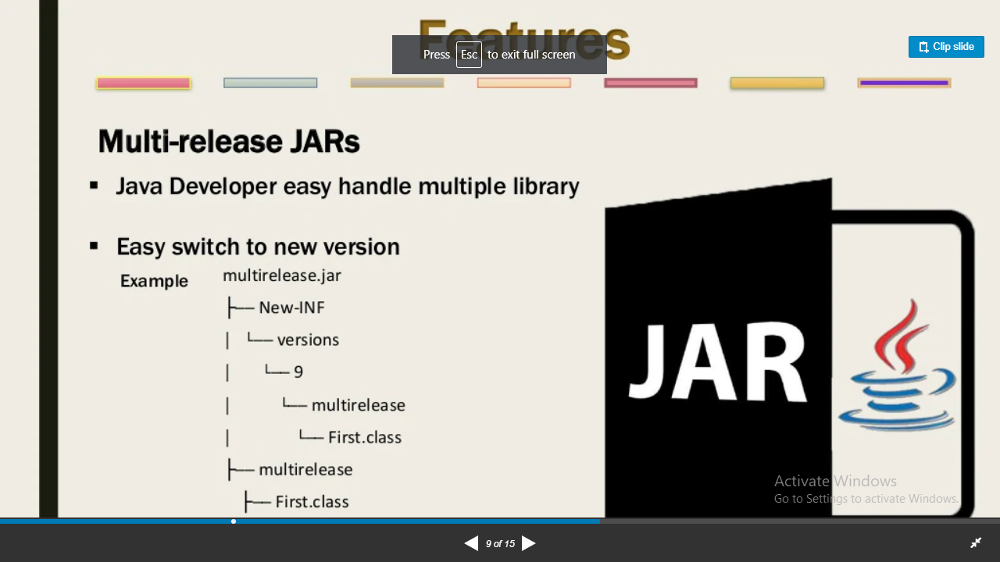 Features
Press Esc to exit full screen
Clip slide
Multi-release JARs
▪ Java Developer easy handle multiple library
▪ Easy switch to new version
Example
multirelease.jar
├── New-INF
│ └── versions
│ └── 9
│ └── multirelease
│ └── First.class
├── multirelease
├── First.class
JAR
Activate Windows
Go to Settings to activate Windows.
9 of 15